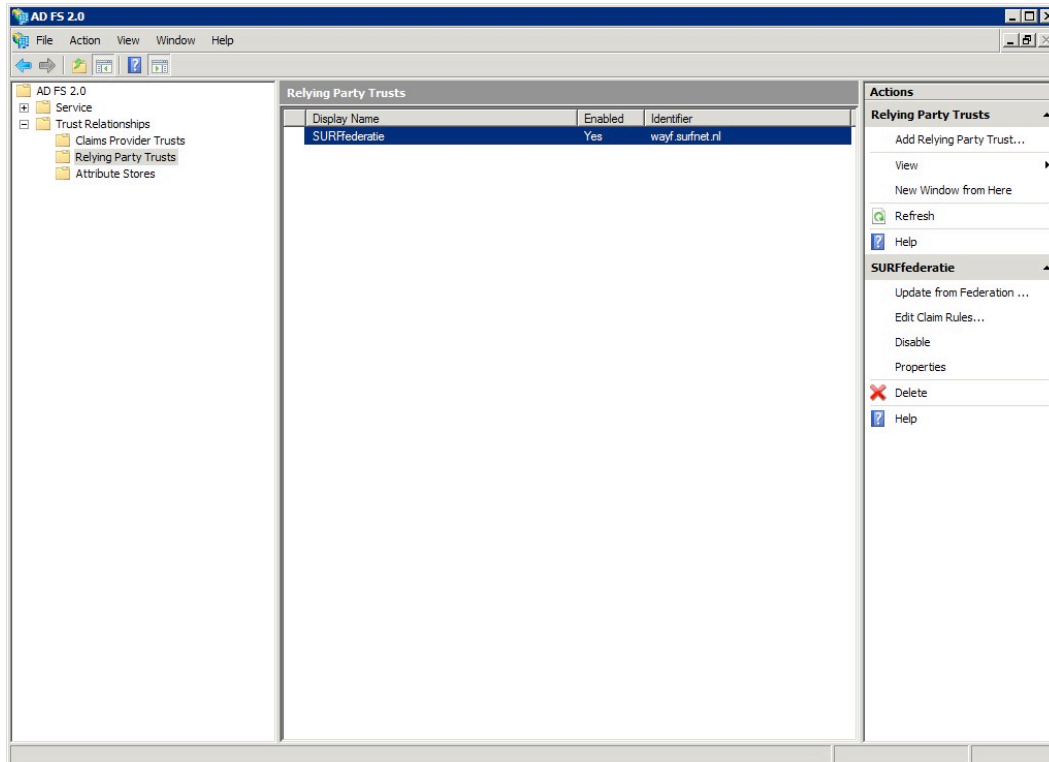 AD FS 2.0
File Action View Window Help
AD FS 2.0
Service
Trust Relationships
Claims Provider Trusts
Relying Party Trusts
Attribute Stores
Relying Party Trusts
Display Name Enabled Identifier
SURFfederatie Yes wayf.surfnet.nl
Actions
Relying Party Trusts
Add Relying Party Trust...
View
New Window from Here
Refresh
Help
SURFfederatie
Update from Federation ...
Edit Claim Rules...
Disable
Properties
Delete
Help